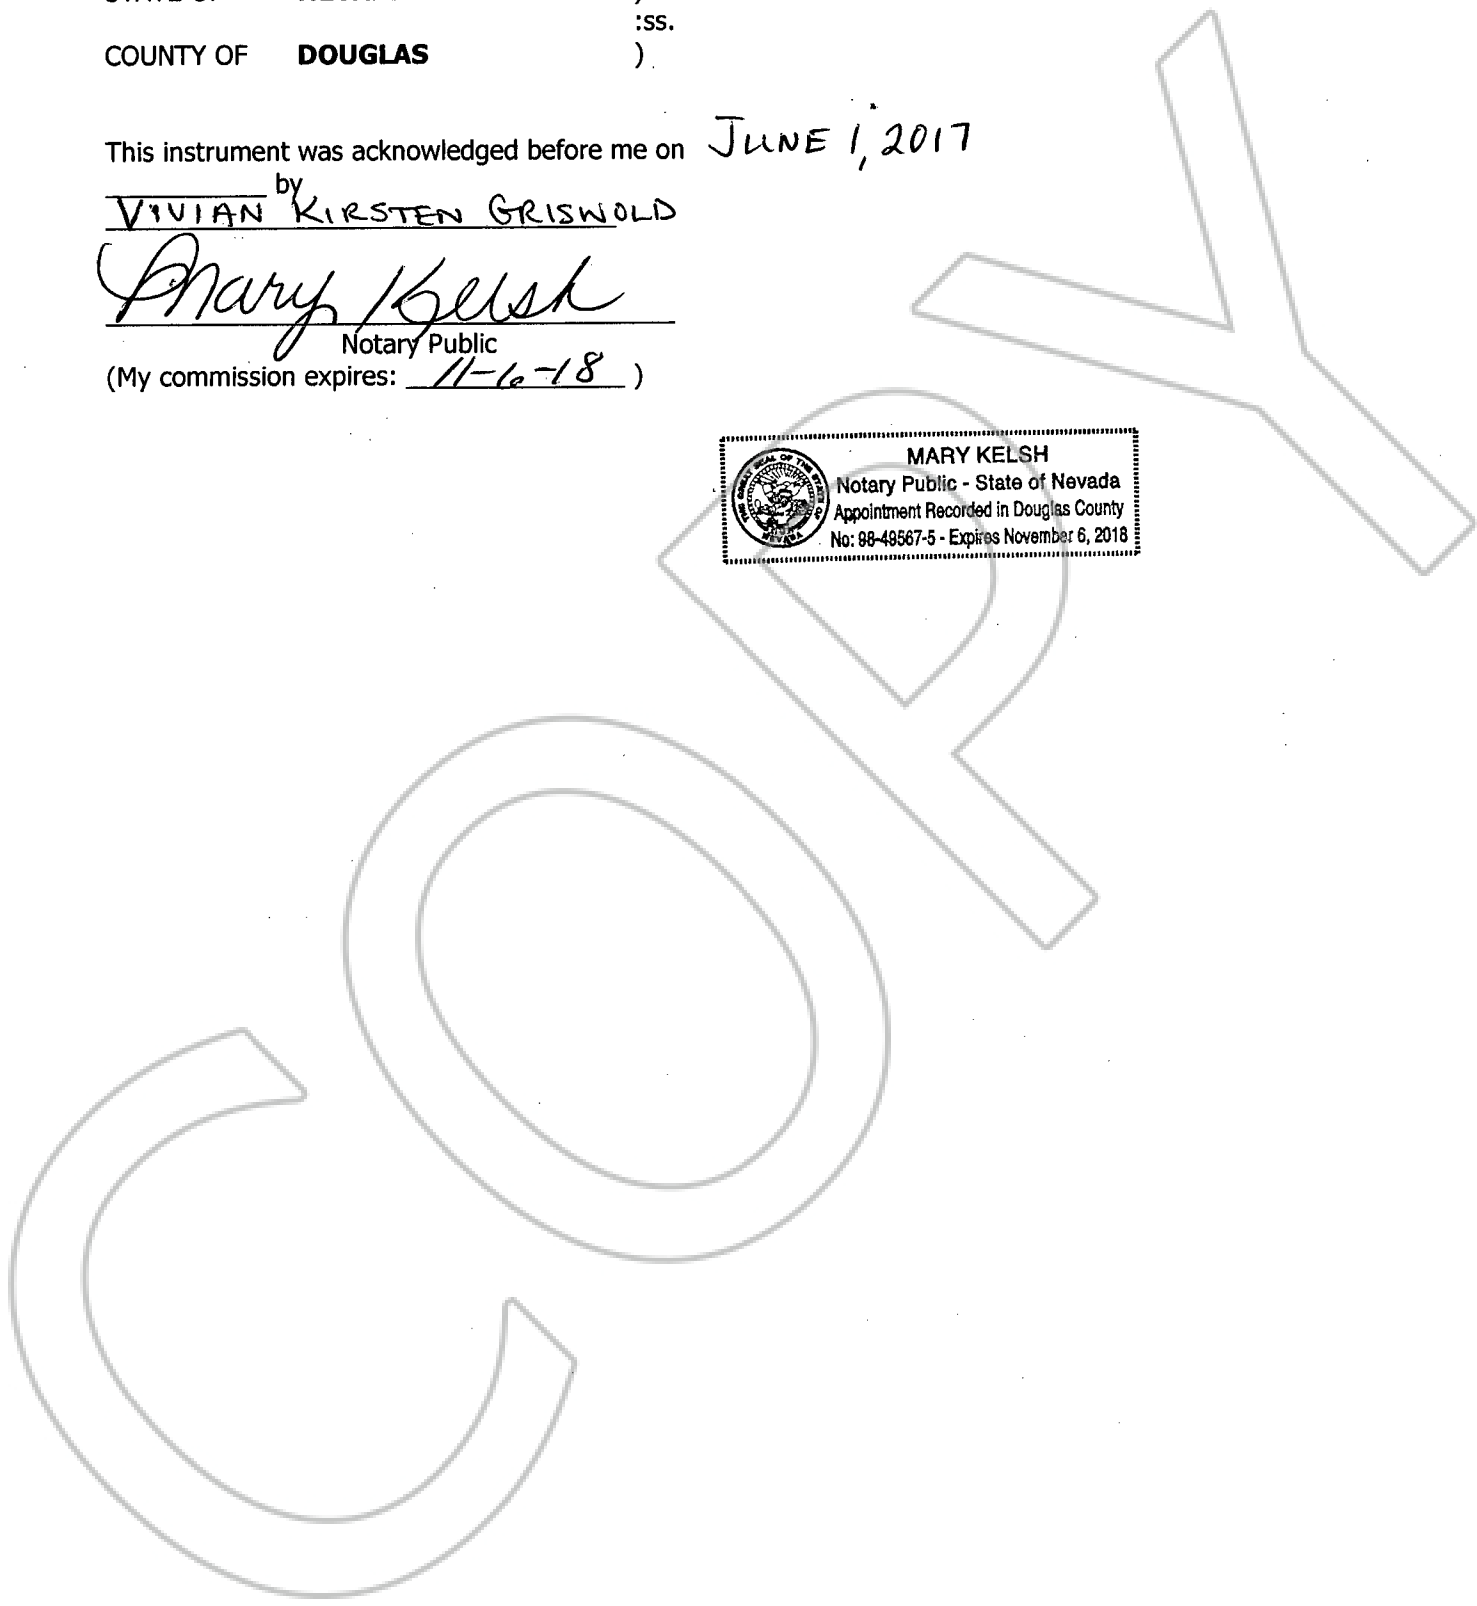 :ss.
COUNTY OF DOUGLAS )
This instrument was acknowledged before me on JUNE 1, 2017
by
VIVIAN KIRSTEN GRISWOLD
Mary Kelsh
Notary Public
(My commission expires: 11-6-18 )
MARY KELSH
Notary Public - State of Nevada
Appointment Recorded in Douglas County
No: 98-49567-5 - Expires November 6, 2018
COPY